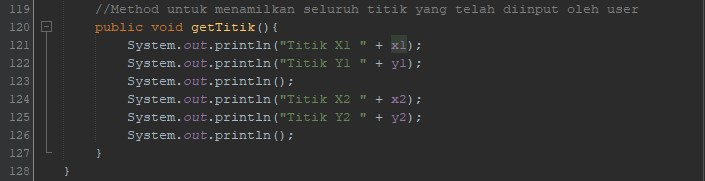 119 //Method untuk menamilkan seluruh titik yang telah diinput oleh user
120 public void getTitik(){
121 System.out.println("Titik X1 " + x1);
122 System.out.println("Titik Y1 " + y1);
123 System.out.println();
124 System.out.println("Titik X2 " + x2);
125 System.out.println("Titik Y2 " + y2);
126 System.out.println();
127 }
128 }